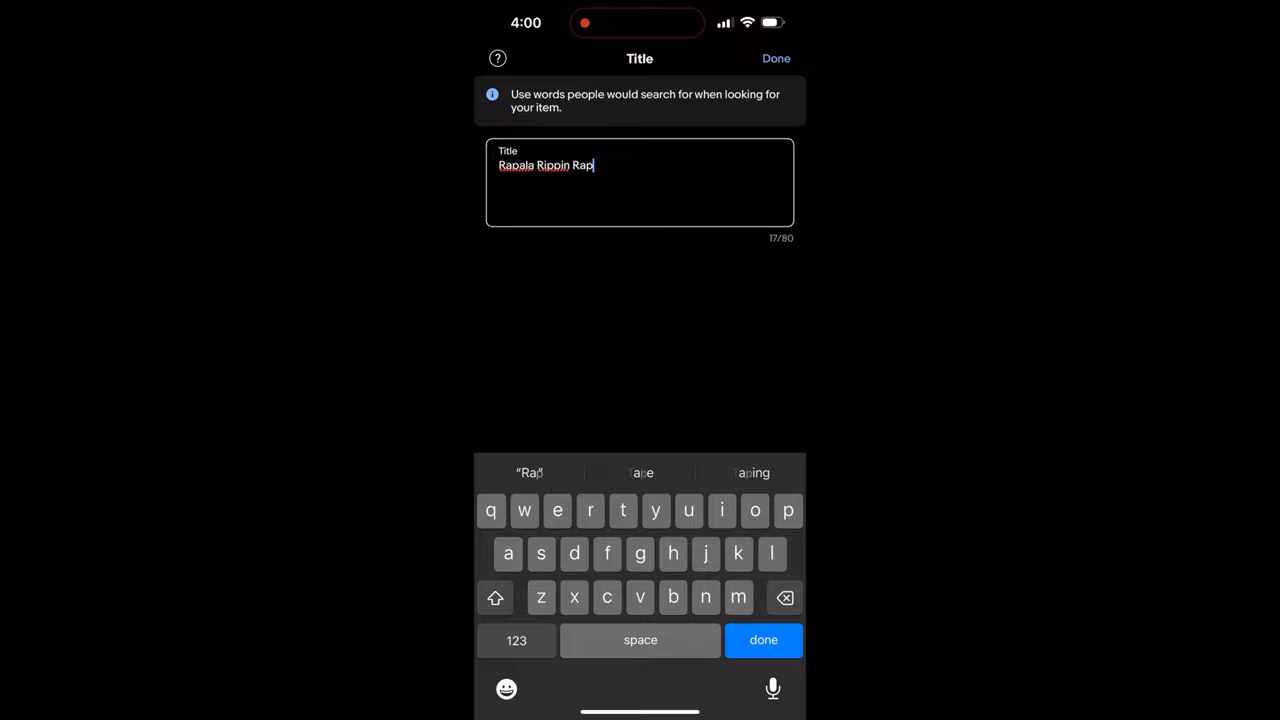 4:00
? Title Done
Use words people would search for when looking for
your item.
Title
Rapala Rippin Rap
17/80
“Rap”
q w e r t y u i o p
a s d f g h j k l
z x c v b n m
123 space done